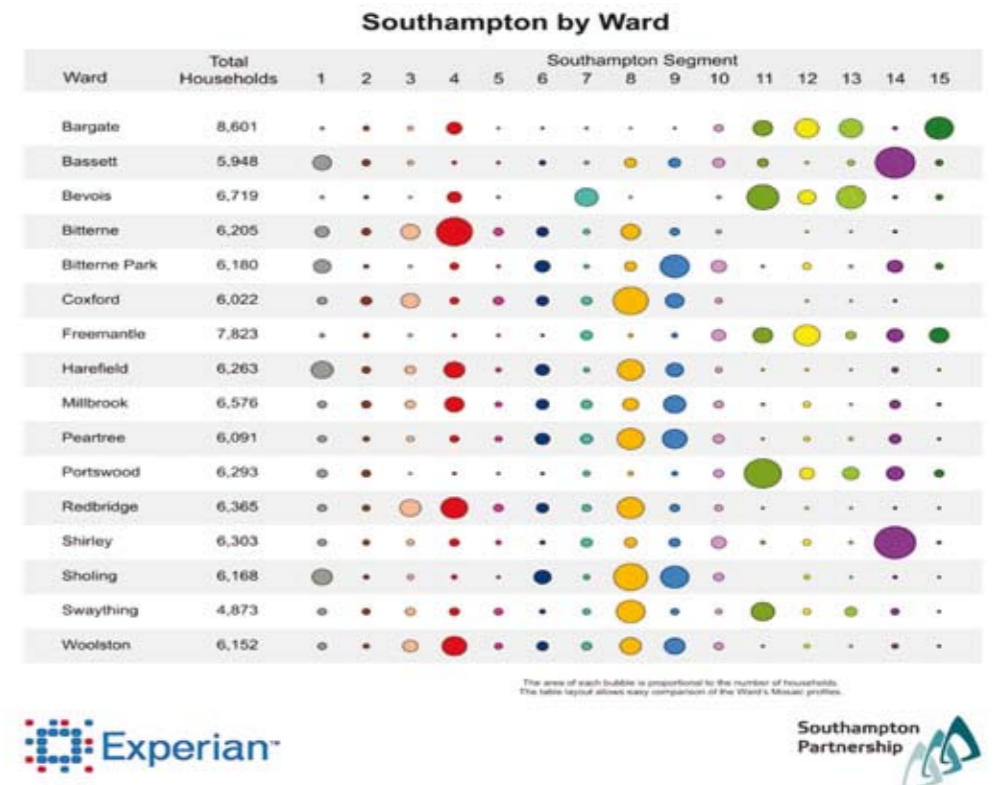 Southampton by Ward
Total Southampton Segment
Ward Households 1 2 3 4 5 6 7 8 9 10 11 12 13 14 15
Bargate 8,601
Bassett 5,948
Bevois 6,719
Bitterne 6,205
Bitterne Park 6,180
Coxford 6,022
Freemantle 7,823
Harefield 6,263
Millbrook 6,576
Peartree 6,091
Portswood 6,293
Redbridge 6,365
Shirley 6,303
Sholing 6,168
Swaything 4,873
Woolston 6,152
The area of each bubble is proportional to the number of households.
The table layout allows easy comparison of the Ward's Mosaic profiles.
Experian™
Southampton
Partnership